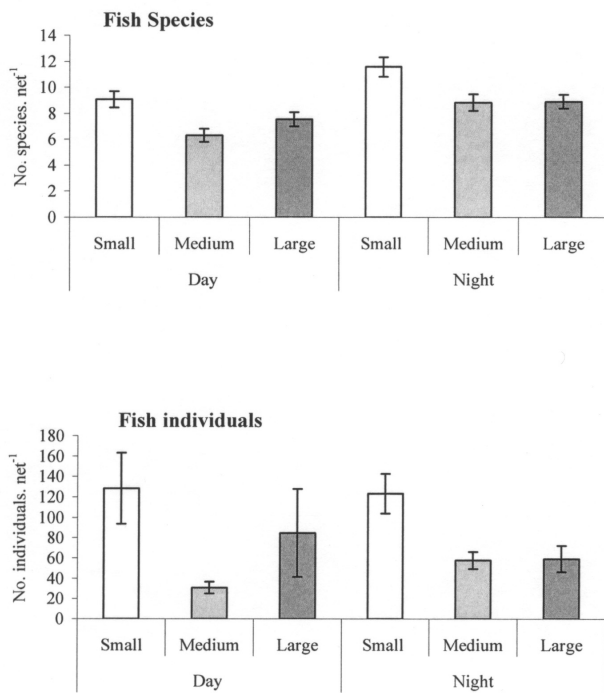 Fish Species
No. species. net⁻¹
14
12
10
8
6
4
2
0
Small Medium Large Small Medium Large
Day Night
Fish individuals
No. individuals. net⁻¹
180
160
140
120
100
80
60
40
20
0
Small Medium Large Small Medium Large
Day Night